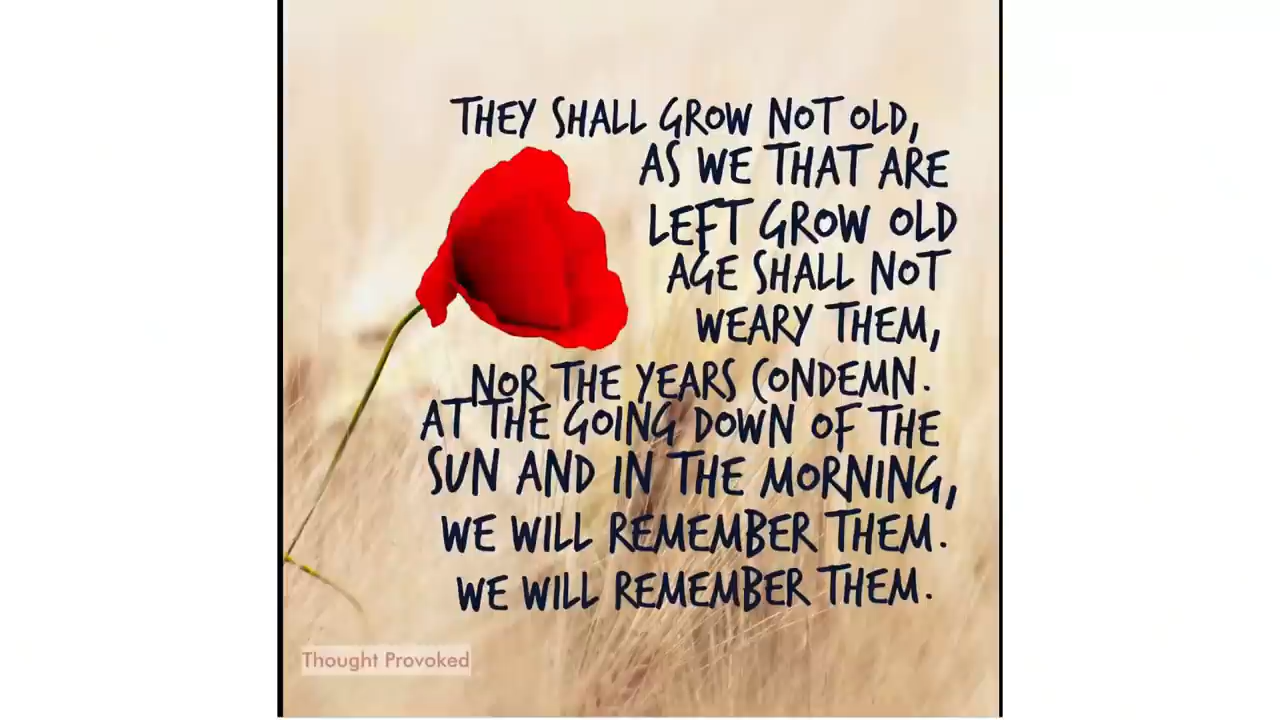 THEY SHALL GROW NOT OLD,
AS WE THAT ARE
LEFT GROW OLD
AGE SHALL NOT
WEARY THEM,
NOR THE YEARS CONDEMN.
AT THE GOING DOWN OF THE
SUN AND IN THE MORNING,
WE WILL REMEMBER THEM.
WE WILL REMEMBER THEM.
Thought Provoked